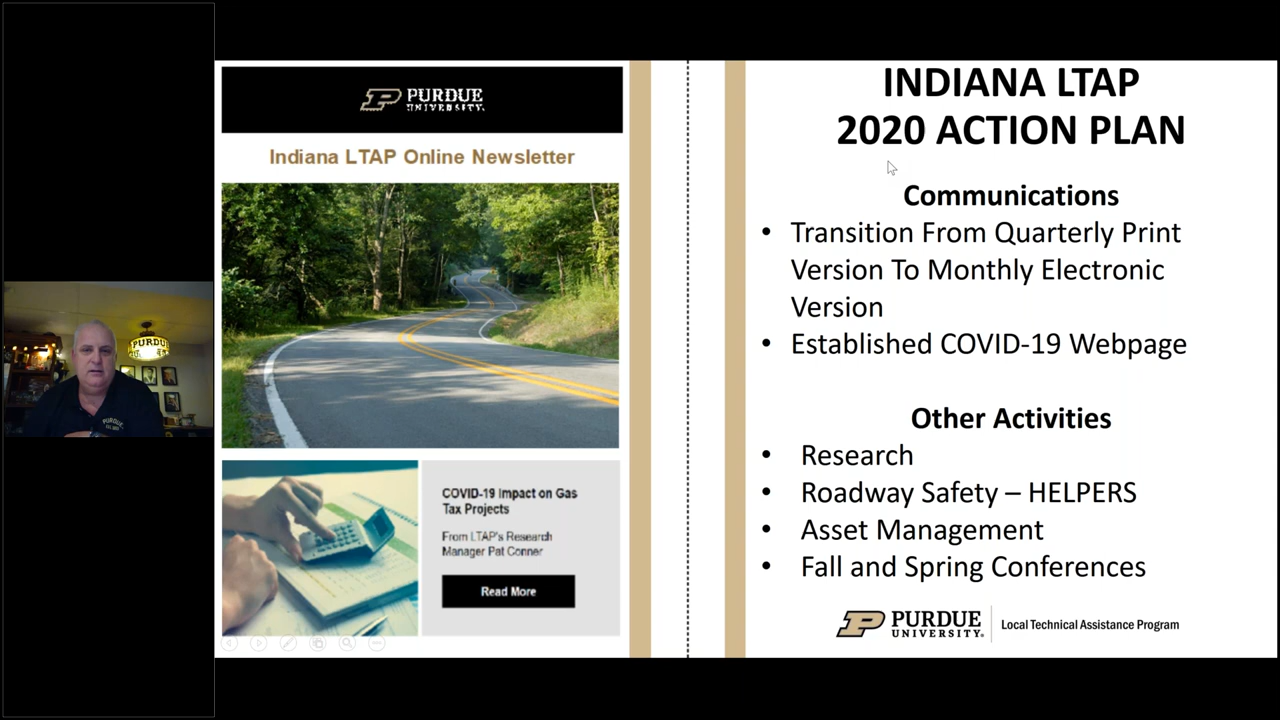 PURDUE
PURDUE
PURDUE
UNIVERSITY.
Indiana LTAP Online Newsletter
COVID-19 Impact on Gas
Tax Projects
From LTAP's Research
Manager Pat Conner
Read More
INDIANA LTAP
2020 ACTION PLAN
Communications
• Transition From Quarterly Print
Version To Monthly Electronic
Version
• Established COVID-19 Webpage
Other Activities
• Research
• Roadway Safety – HELPERS
• Asset Management
• Fall and Spring Conferences
PURDUE
UNIVERSITY.
Local Technical Assistance Program